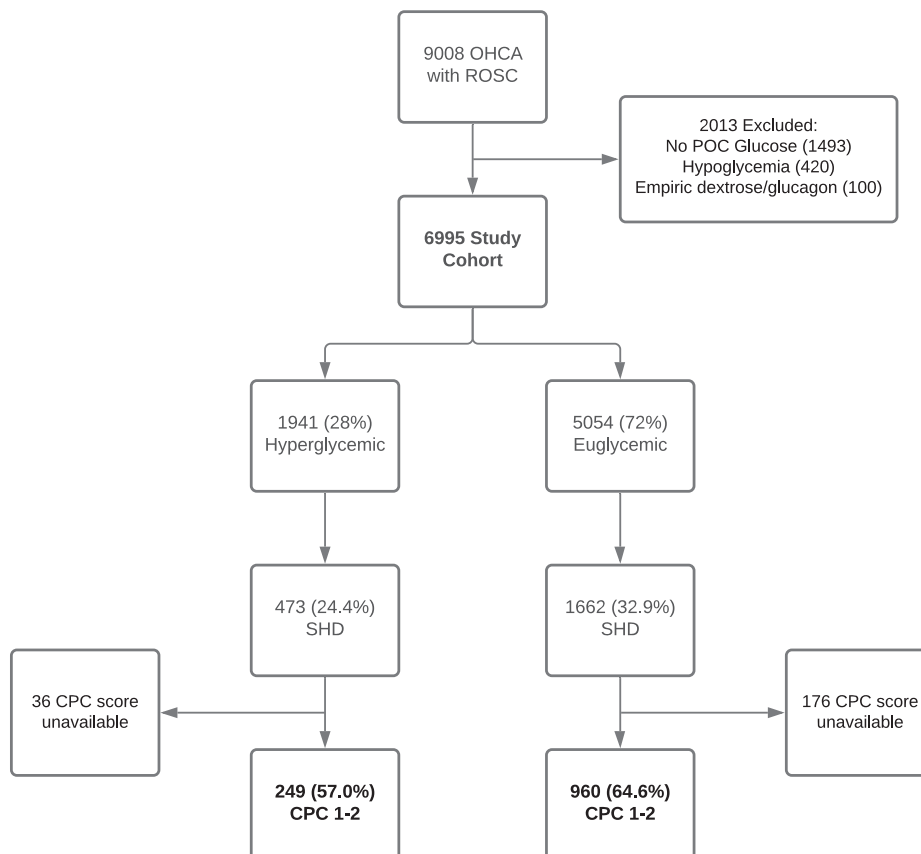 9008 OHCA
with ROSC
2013 Excluded:
No POC Glucose (1493)
Hypoglycemia (420)
Empiric dextrose/glucagon (100)
6995 Study
Cohort
1941 (28%)
Hyperglycemic
5054 (72%)
Euglycemic
473 (24.4%)
SHD
1662 (32.9%)
SHD
36 CPC score
unavailable
176 CPC score
unavailable
249 (57.0%)
CPC 1-2
960 (64.6%)
CPC 1-2